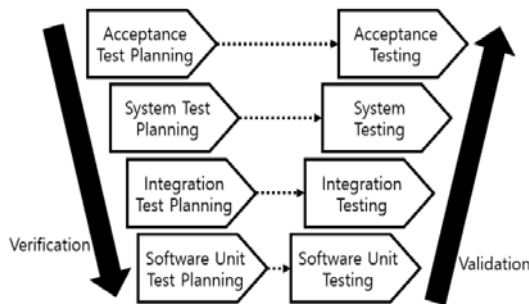 Acceptance
Test Planning
Acceptance
Testing
System Test
Planning
System
Testing
Integration
Test Planning
Integration
Testing
Verification
Validation
Software Unit
Test Planning
Software Unit
Testing